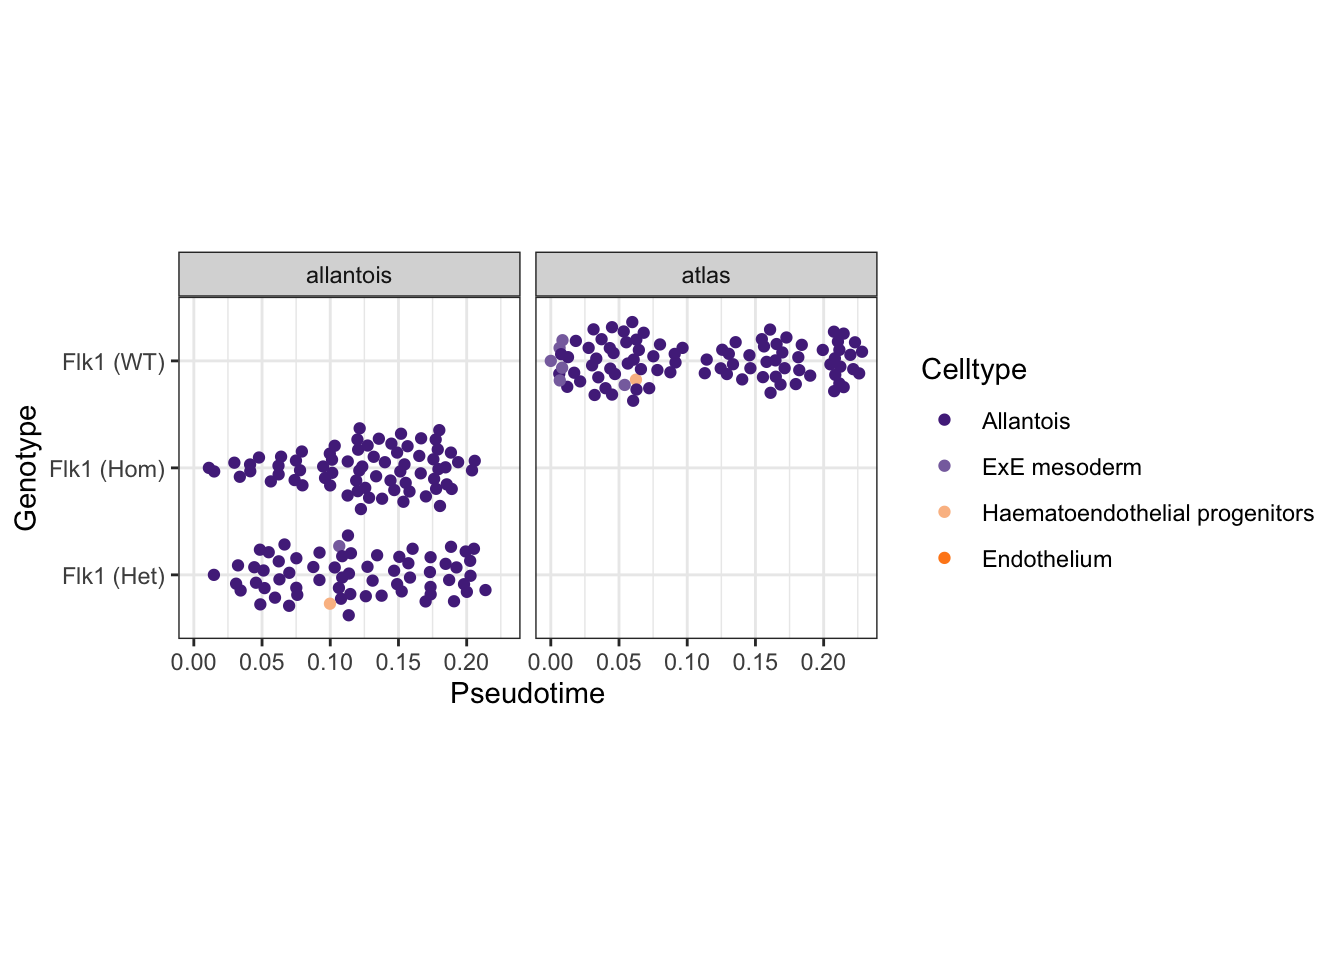 allantois
atlas
Genotype
Flk1 (WT)
Flk1 (Hom)
Flk1 (Het)
0.00 0.05 0.10 0.15 0.20
0.00 0.05 0.10 0.15 0.20
Pseudotime
Celltype
Allantois
ExE mesoderm
Haematoendothelial progenitors
Endothelium